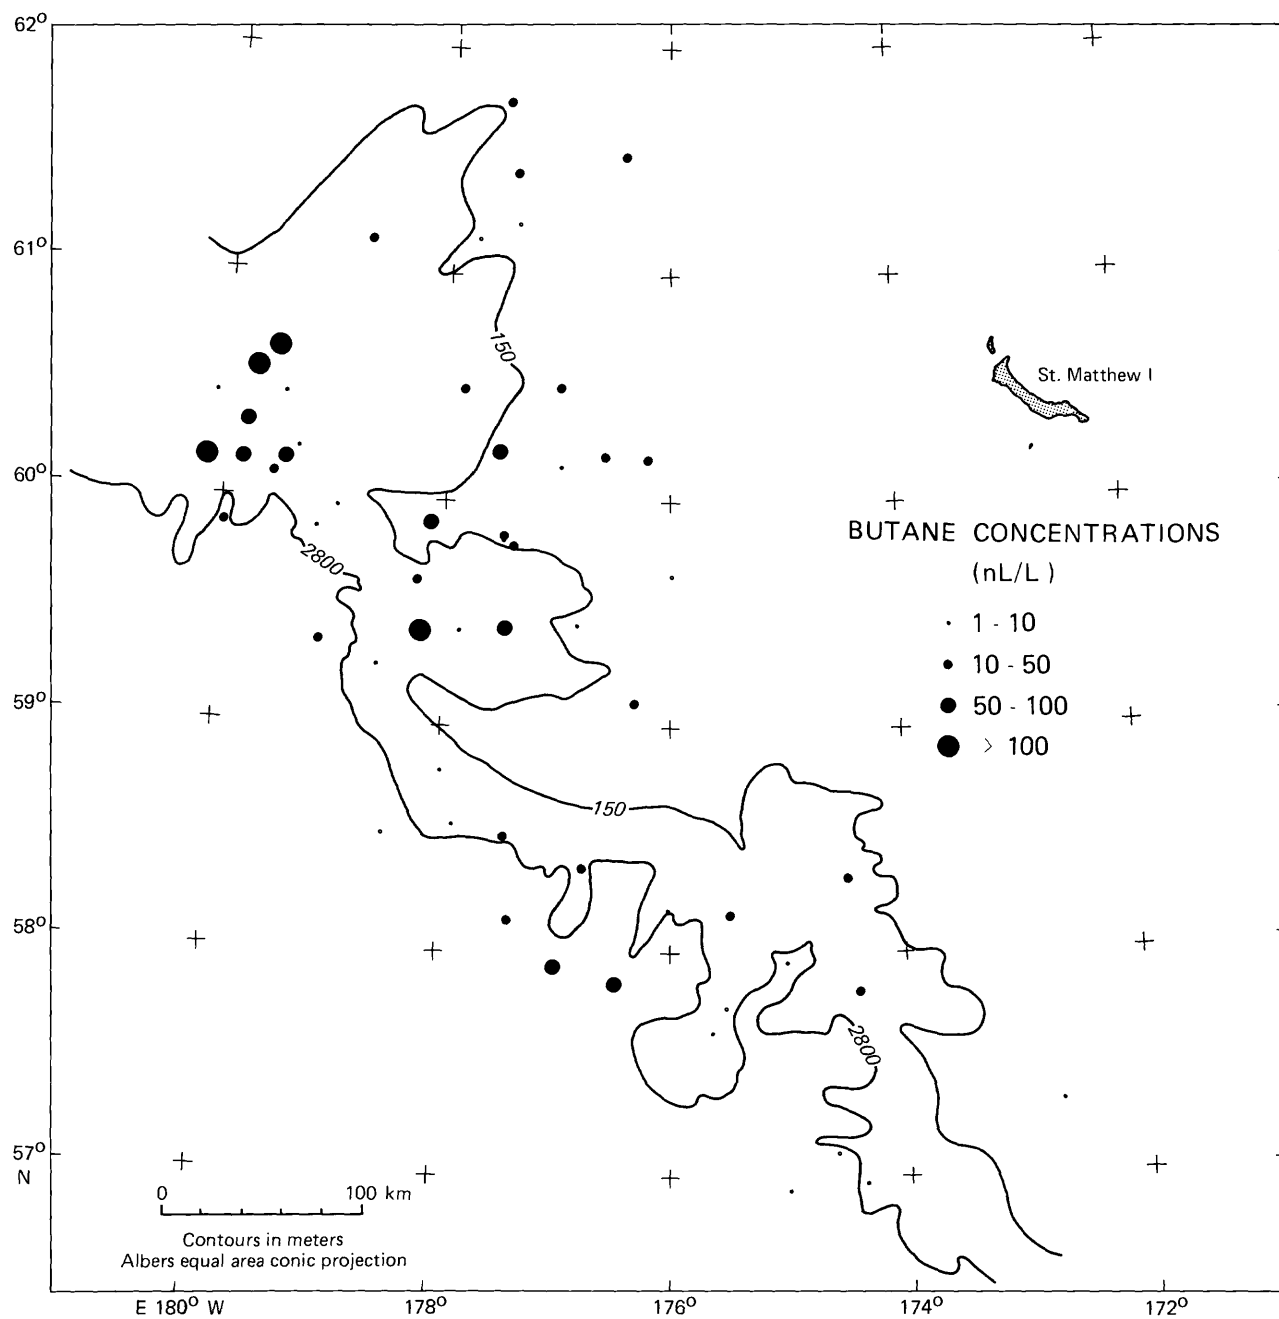 62°
61°
150
St. Matthew I
60°
BUTANE CONCENTRATIONS
(nL/L )
2800
1 - 10
10 - 50
59°
50 - 100
> 100
150
58°
2800
57°
N
0 100 km
Contours in meters
Albers equal area conic projection
E 180° W 178° 176° 174° 172°